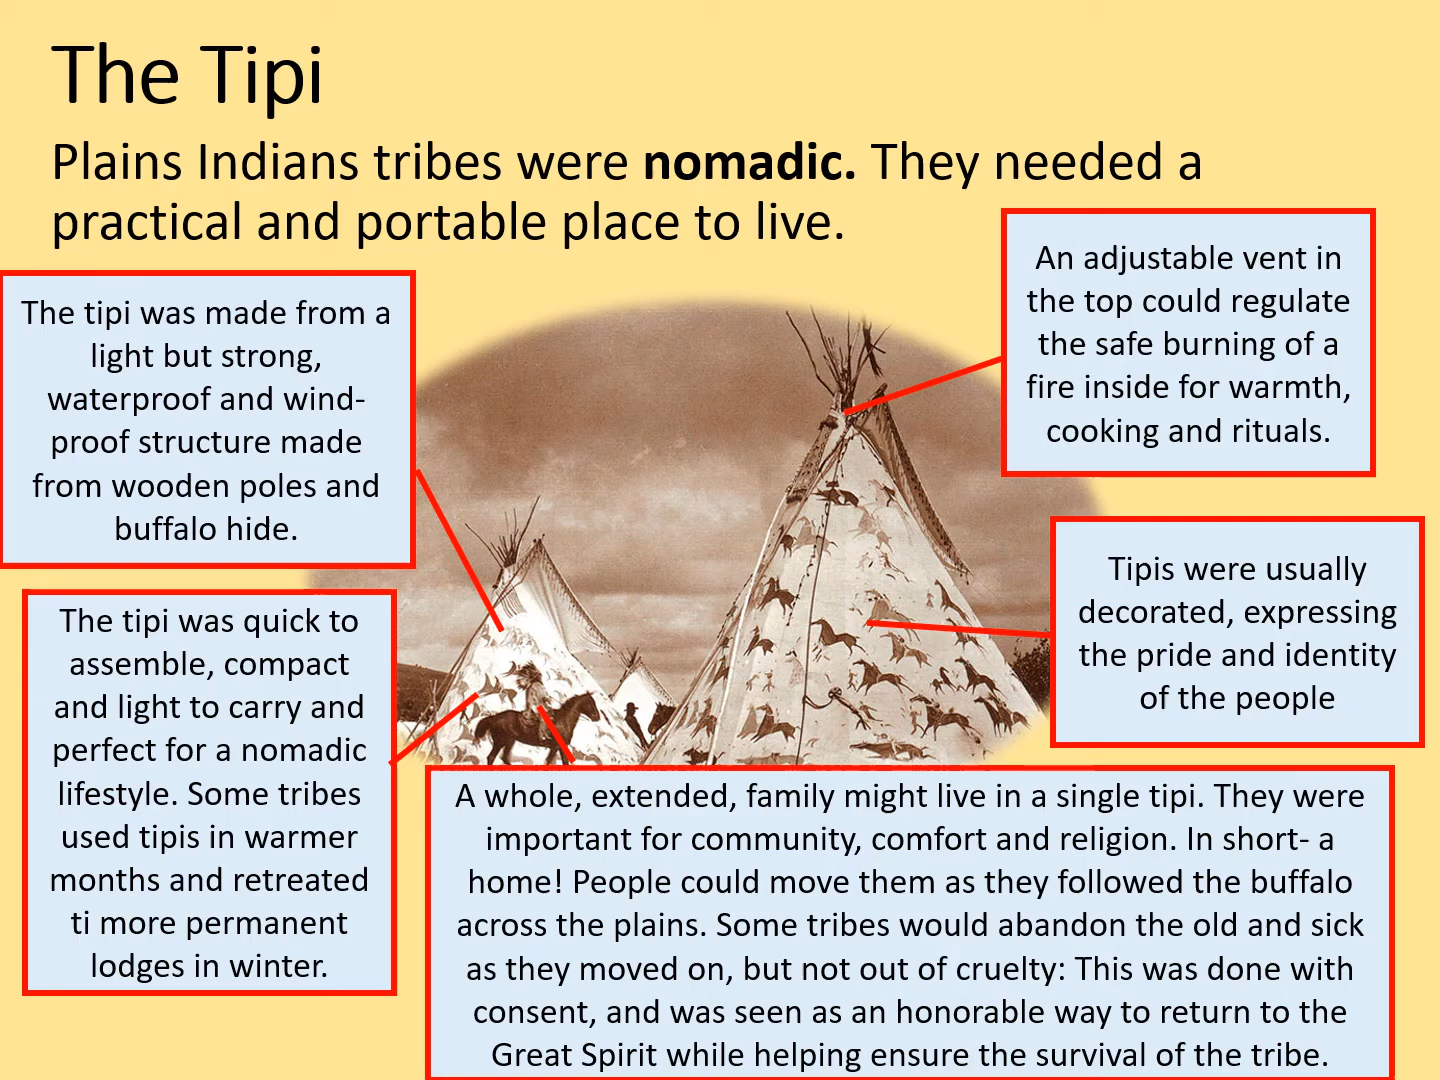 The Tipi
Plains Indians tribes were nomadic. They needed a
practical and portable place to live.
The tipi was made from a
light but strong,
waterproof and wind-
proof structure made
from wooden poles and
buffalo hide.
An adjustable vent in
the top could regulate
the safe burning of a
fire inside for warmth,
cooking and rituals.
Tipis were usually
decorated, expressing
the pride and identity
of the people
The tipi was quick to
assemble, compact
and light to carry and
perfect for a nomadic
lifestyle. Some tribes
used tipis in warmer
months and retreated
ti more permanent
lodges in winter.
A whole, extended, family might live in a single tipi. They were
important for community, comfort and religion. In short- a
home! People could move them as they followed the buffalo
across the plains. Some tribes would abandon the old and sick
as they moved on, but not out of cruelty: This was done with
consent, and was seen as an honorable way to return to the
Great Spirit while helping ensure the survival of the tribe.